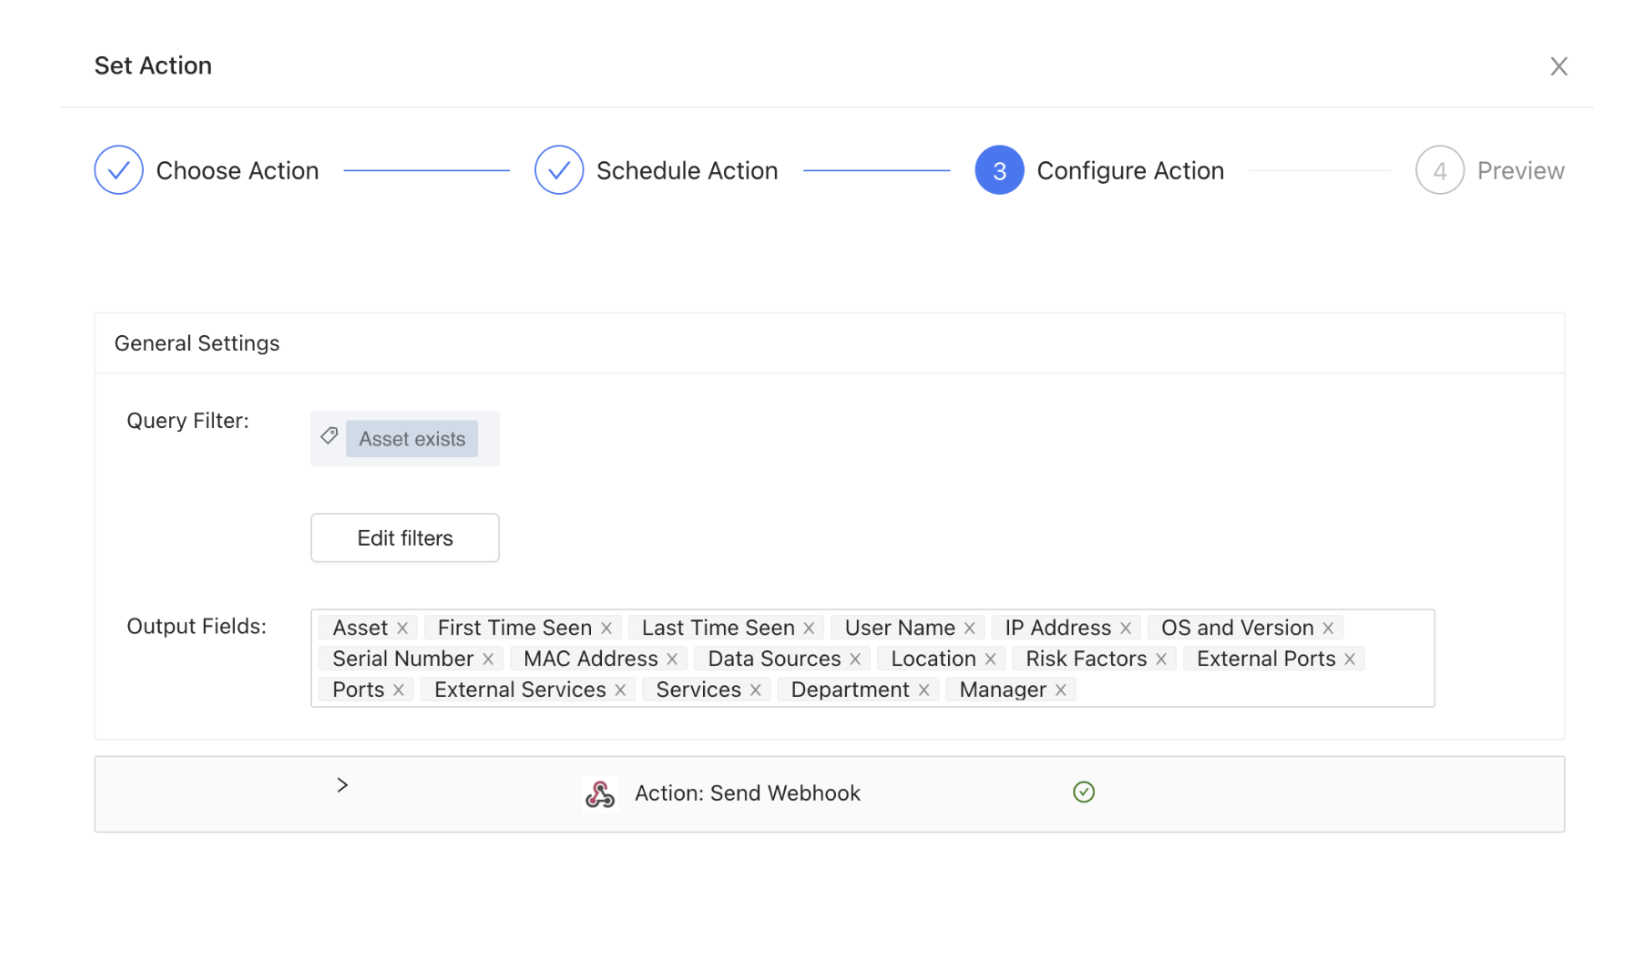 Set Action
Choose Action
Schedule Action
3 Configure Action
4 Preview
General Settings
Query Filter:
Asset exists
Edit filters
Output Fields:
Asset First Time Seen Last Time Seen User Name IP Address OS and Version
Serial Number MAC Address Data Sources Location Risk Factors External Ports
Ports External Services Services Department Manager
Action: Send Webhook